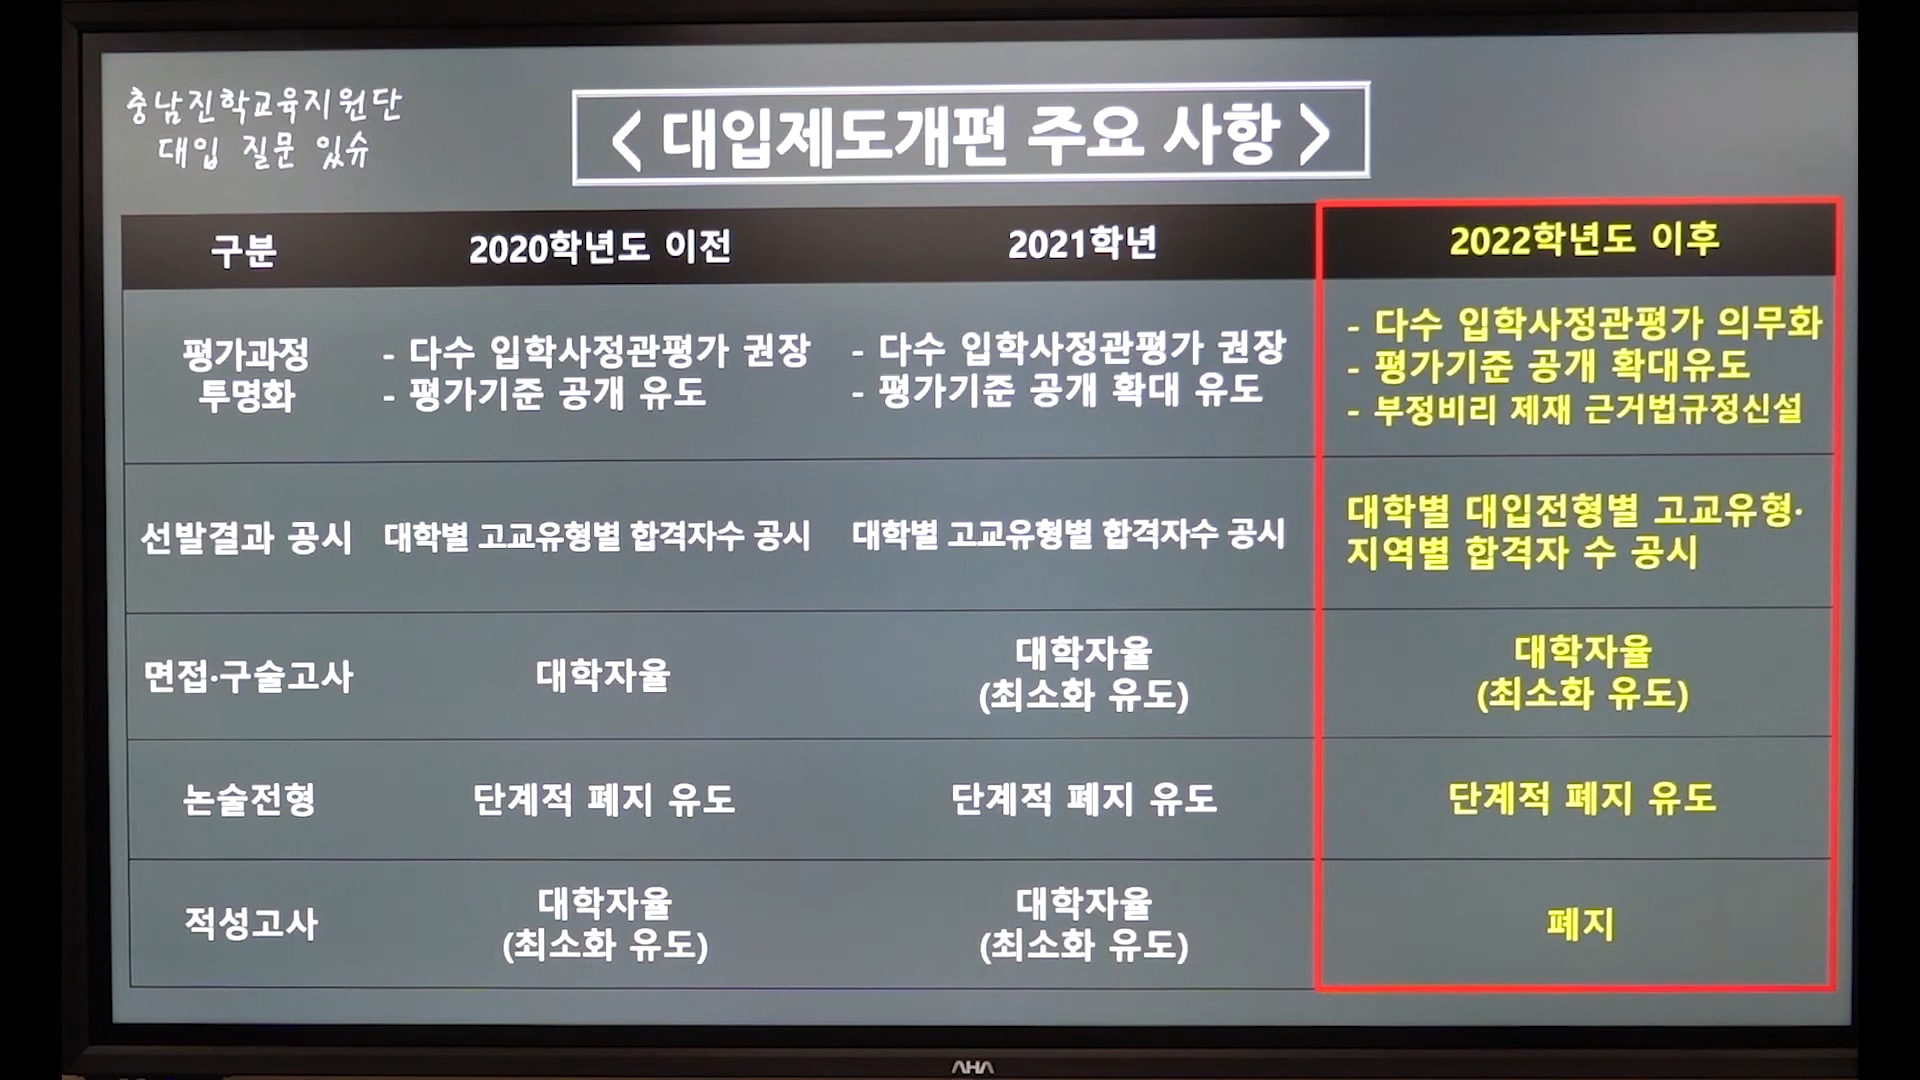 충남진학교육지원단
대입 질문 있슈
< 대입제도개편 주요 사항 >
구분 2020학년도 이전 2021학년 2022학년도 이후
평가과정
투명화
- 다수 입학사정관평가 권장
- 평가기준 공개 유도
- 다수 입학사정관평가 권장
- 평가기준 공개 확대 유도
- 다수 입학사정관평가 의무화
- 평가기준 공개 확대유도
- 부정비리 제재 근거법규정신설
선발결과 공시
대학별 고교유형별 합격자수 공시
대학별 고교유형별 합격자수 공시
대학별 대입전형별 고교유형·
지역별 합격자 수 공시
면접·구술고사
대학자율
대학자율
(최소화 유도)
대학자율
(최소화 유도)
논술전형
단계적 폐지 유도
단계적 폐지 유도
단계적 폐지 유도
적성고사
대학자율
(최소화 유도)
대학자율
(최소화 유도)
폐지
AHA